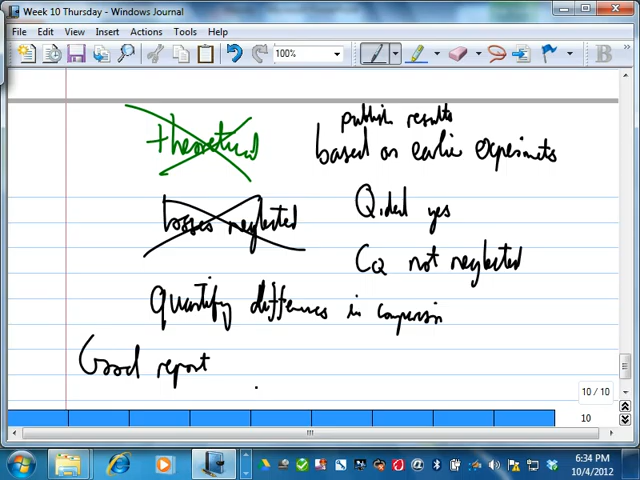 Week 10 Thursday - Windows Journal
File Edit View Insert Actions Tools Help
100% B
publish results
theoretical based on earlier experiments
losses neglected Qideal yes
CQ not neglected
Quantify differences in comparison
Good report
10 / 10
10
6:34 PM
10/4/2012